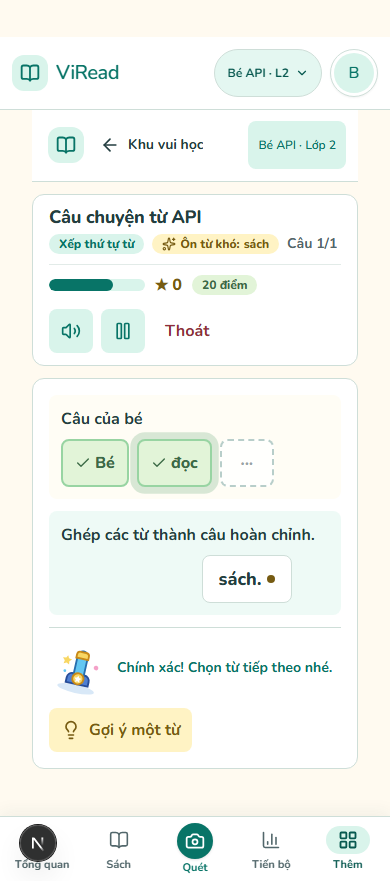 ViRead
Bé API · L2
B
Khu vui học
Bé API · Lớp 2
Câu chuyện từ API
Xếp thứ tự từ
Ôn từ khó: sách
Câu 1/1
★ 0
20 điểm
Thoát
Câu của bé
Bé
đọc
...
Ghép các từ thành câu hoàn chỉnh.
sách.
Chính xác! Chọn từ tiếp theo nhé.
Gợi ý một từ
N
Tổng quan
Sách
Quét
Tiến bộ
Thêm